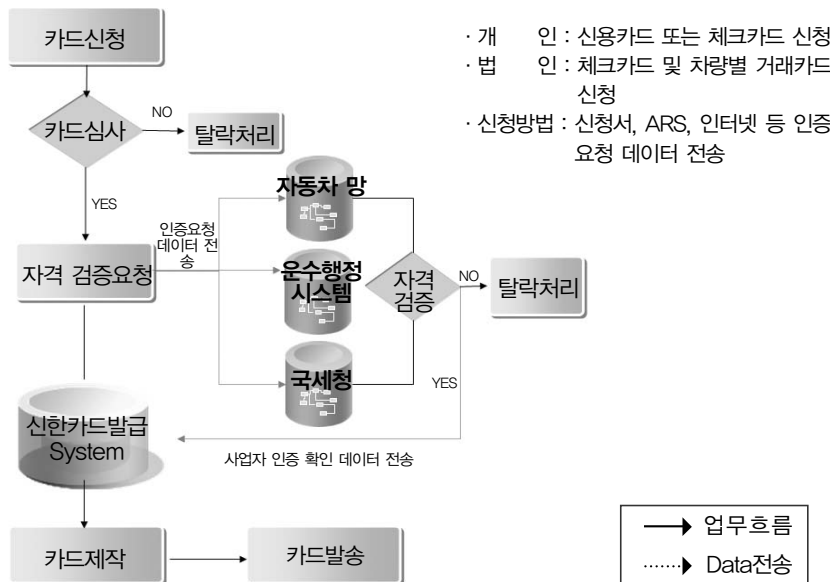 카드신청
· 개 인 : 신용카드 또는 체크카드 신청
· 법 인 : 체크카드 및 차량별 거래카드
신청
· 신청방법 : 신청서, ARS, 인터넷 등 인증
요청 데이터 전송
카드심사
NO
탈락처리
YES
자동차 망
인증요청
데이터 전
송
자격 검증요청
운수행정
시스템
자격
검증
NO
탈락처리
국세청
YES
신한카드발급
System
사업자 인증 확인 데이터 전송
카드제작
카드발송
업무흐름
Data전송